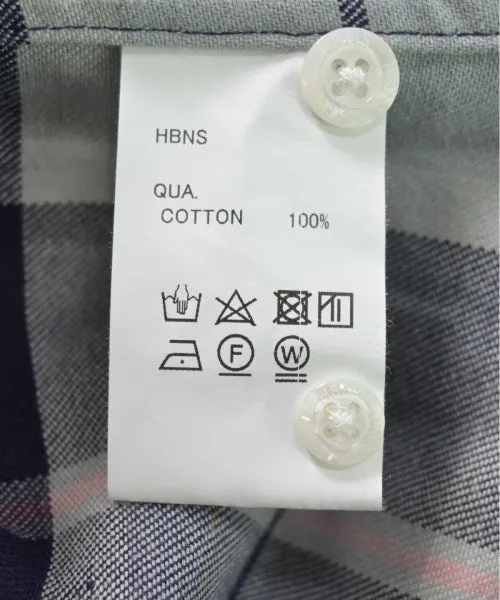 HBNS
QUA.
COTTON 100%
F W